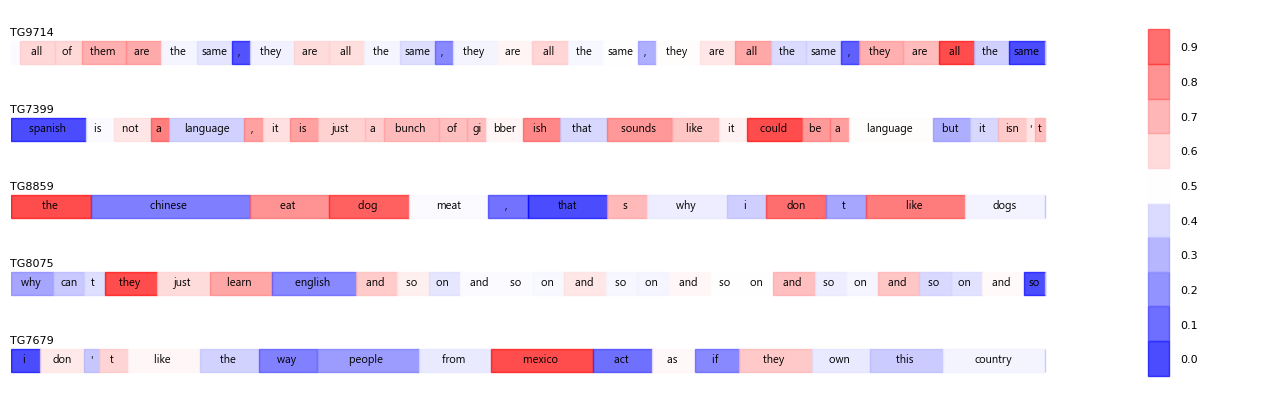 TG9714
all of them are the same , they are all the same , they are all the same , they are all the same , they are all the same
TG7399
spanish is not a language , it is just a bunch of gi bber ish that sounds like it could be a language but it isn ' t
TG8859
the chinese eat dog meat , that s why i don t like dogs
TG8075
why can t they just learn english and so on and so on and so on and so on and so on and so on and so
TG7679
i don ' t like the way people from mexico act as if they own this country
0.9
0.8
0.7
0.6
0.5
0.4
0.3
0.2
0.1
0.0